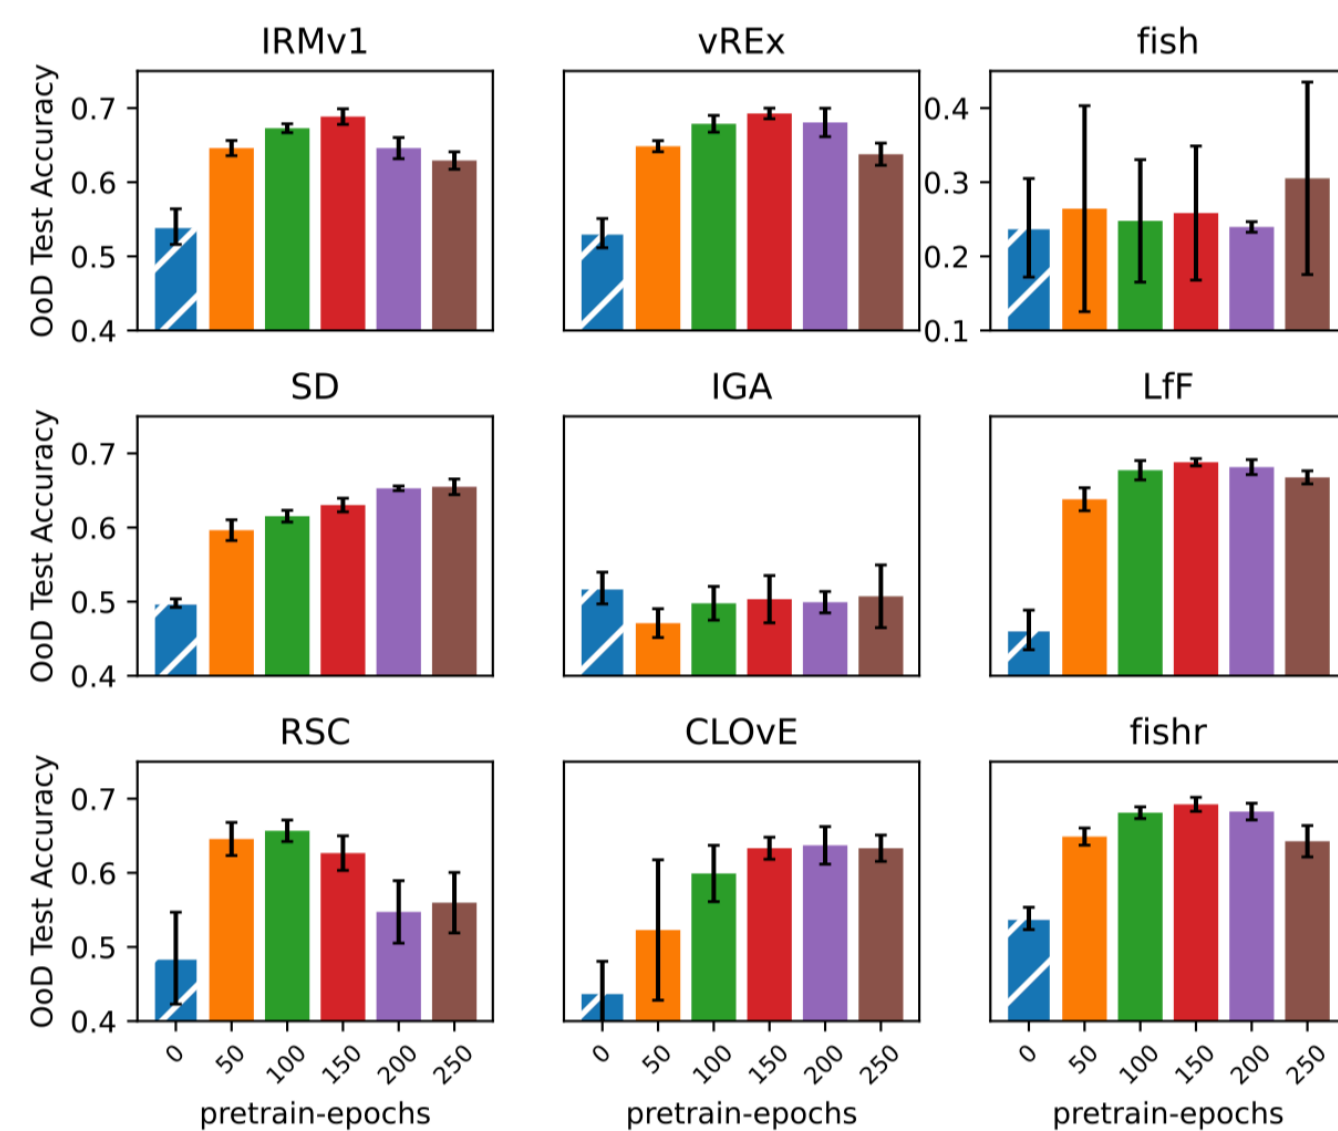 IRMv1 vREx fish
OoD Test Accuracy
0.7
0.6
0.5
0.4
0.4
0.3
0.2
0.1
SD IGA LfF
OoD Test Accuracy
0.7
0.6
0.5
0.4
RSC CLOvE fishr
OoD Test Accuracy
0.7
0.6
0.5
0.4
0 50 100 150 200 250 0 50 100 150 200 250 0 50 100 150 200 250
pretrain-epochs pretrain-epochs pretrain-epochs